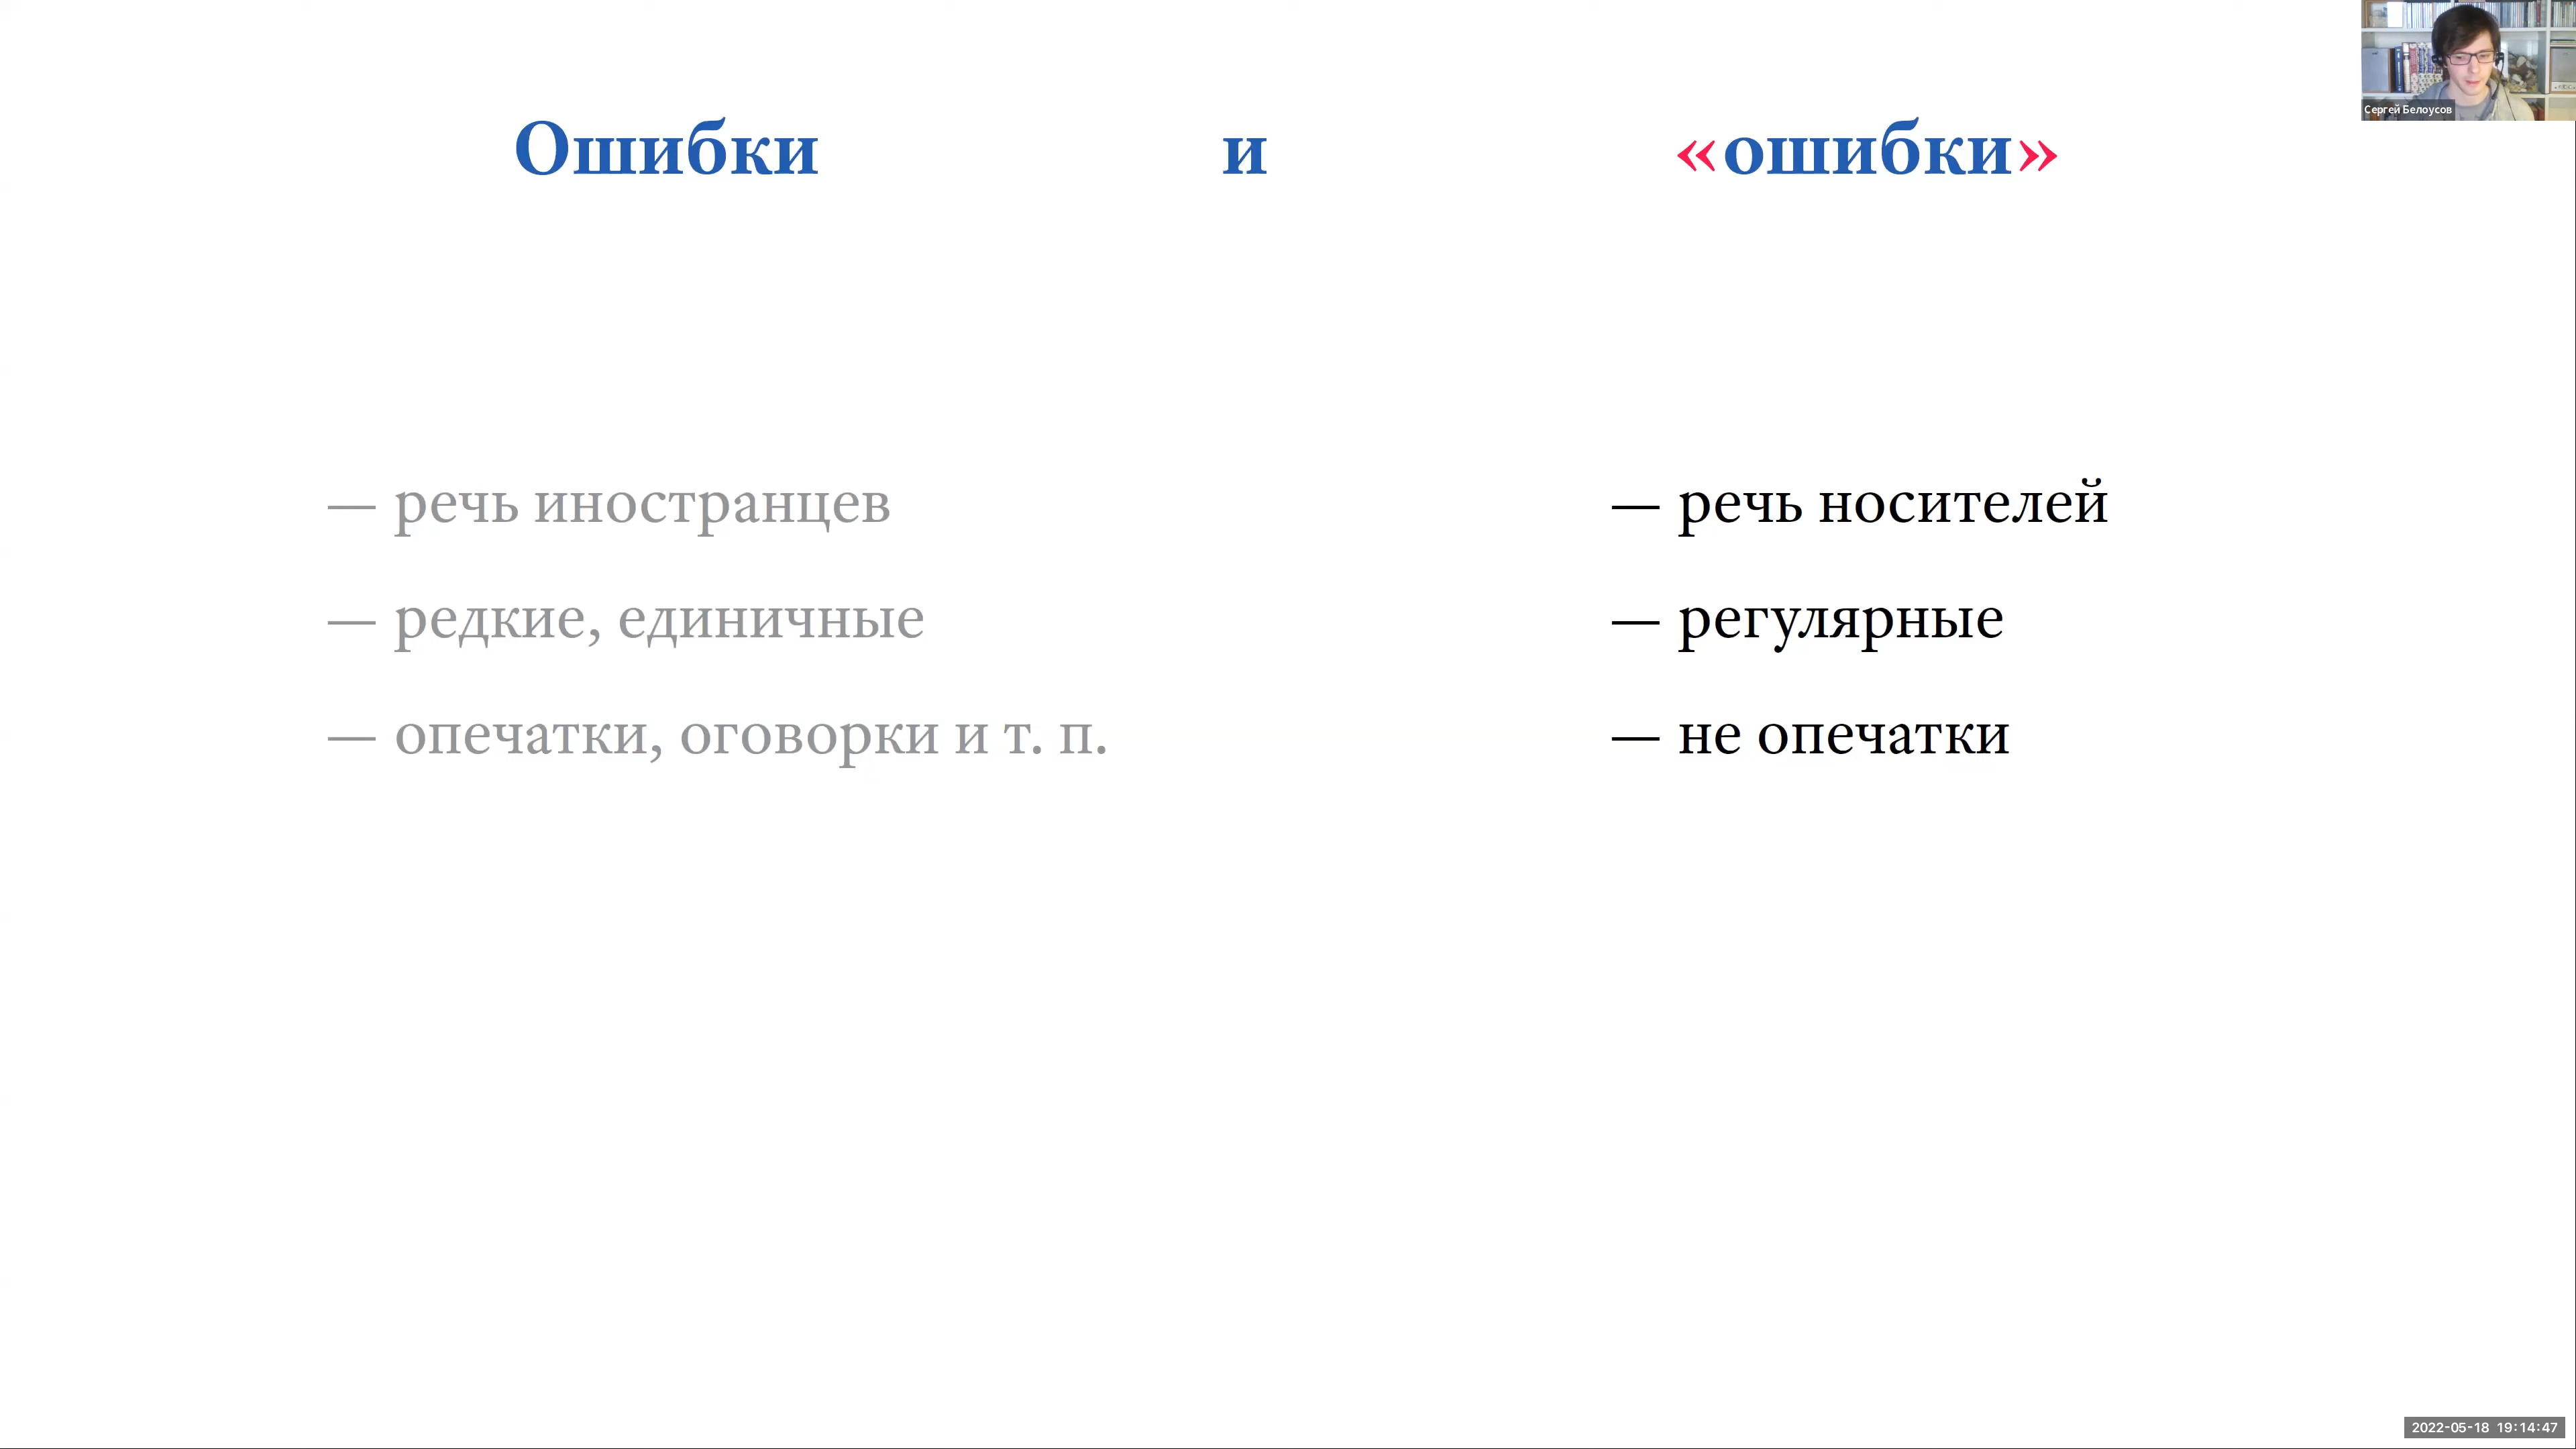 Сергей Белоусов
Ошибки и «ошибки»
— речь иностранцев
— редкие, единичные
— опечатки, оговорки и т. п.
— речь носителей
— регулярные
— не опечатки
2022-05-18 19:14:47